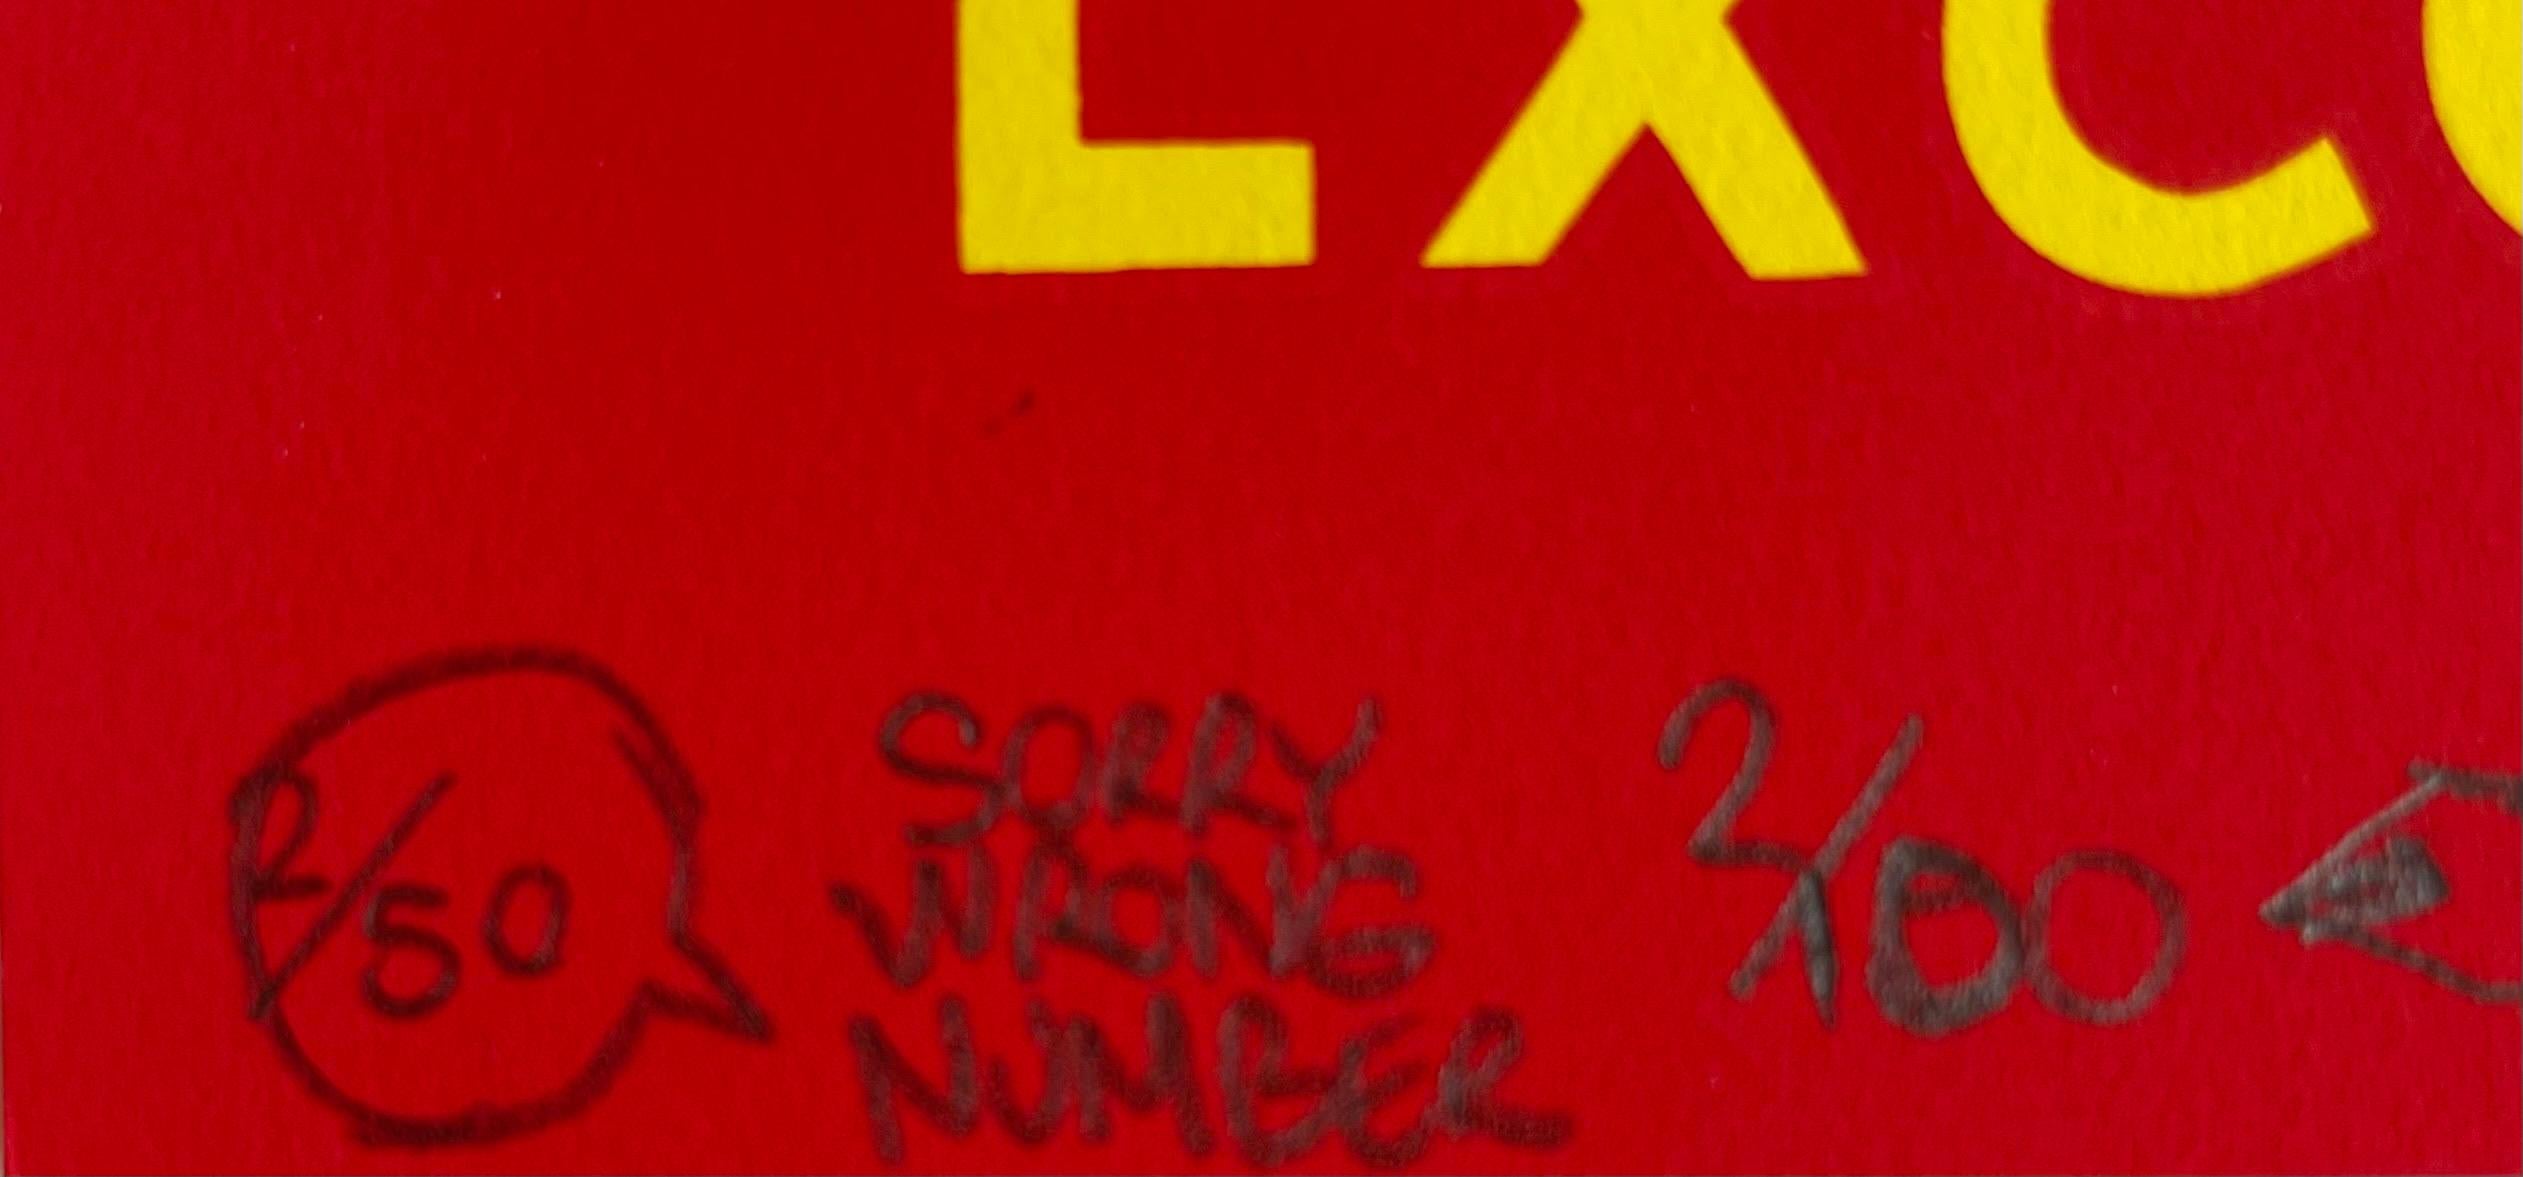 EXC
2/50
SORRY
WRONG
NUMBER
2/100